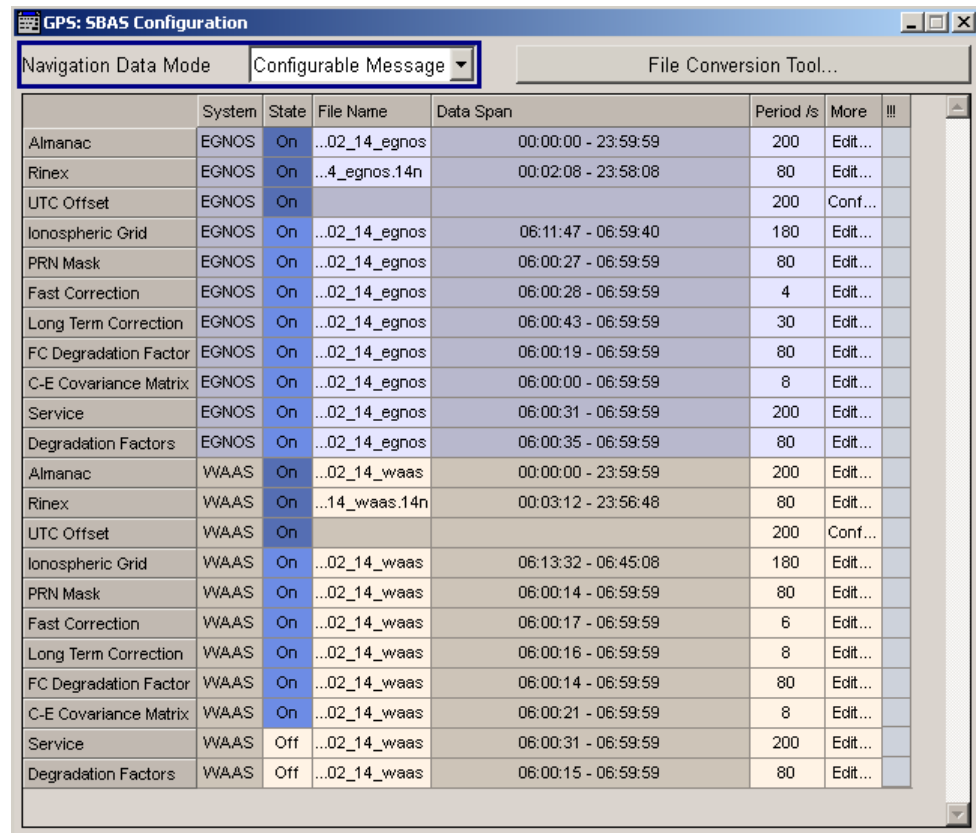 GPS: SBAS Configuration
Navigation Data Mode Configurable Message File Conversion Tool...
System State File Name Data Span Period /s More !!!
Almanac EGNOS On ...02_14_egnos 00:00:00 - 23:59:59 200 Edit...
Rinex EGNOS On ...4_egnos.14n 00:02:08 - 23:58:08 80 Edit...
UTC Offset EGNOS On 200 Conf...
Ionospheric Grid EGNOS On ...02_14_egnos 06:11:47 - 06:59:40 180 Edit...
PRN Mask EGNOS On ...02_14_egnos 06:00:27 - 06:59:59 80 Edit...
Fast Correction EGNOS On ...02_14_egnos 06:00:28 - 06:59:59 4 Edit...
Long Term Correction EGNOS On ...02_14_egnos 06:00:43 - 06:59:59 30 Edit...
FC Degradation Factor EGNOS On ...02_14_egnos 06:00:19 - 06:59:59 80 Edit...
C-E Covariance Matrix EGNOS On ...02_14_egnos 06:00:00 - 06:59:59 8 Edit...
Service EGNOS On ...02_14_egnos 06:00:31 - 06:59:59 200 Edit...
Degradation Factors EGNOS On ...02_14_egnos 06:00:35 - 06:59:59 80 Edit...
Almanac WAAS On ...02_14_waas 00:00:00 - 23:59:59 200 Edit...
Rinex WAAS On ...14_waas.14n 00:03:12 - 23:56:48 80 Edit...
UTC Offset WAAS On 200 Conf...
Ionospheric Grid WAAS On ...02_14_waas 06:13:32 - 06:45:08 180 Edit...
PRN Mask WAAS On ...02_14_waas 06:00:14 - 06:59:59 80 Edit...
Fast Correction WAAS On ...02_14_waas 06:00:17 - 06:59:59 6 Edit...
Long Term Correction WAAS On ...02_14_waas 06:00:16 - 06:59:59 8 Edit...
FC Degradation Factor WAAS On ...02_14_waas 06:00:14 - 06:59:59 80 Edit...
C-E Covariance Matrix WAAS On ...02_14_waas 06:00:21 - 06:59:59 8 Edit...
Service WAAS Off ...02_14_waas 06:00:31 - 06:59:59 200 Edit...
Degradation Factors WAAS Off ...02_14_waas 06:00:15 - 06:59:59 80 Edit...